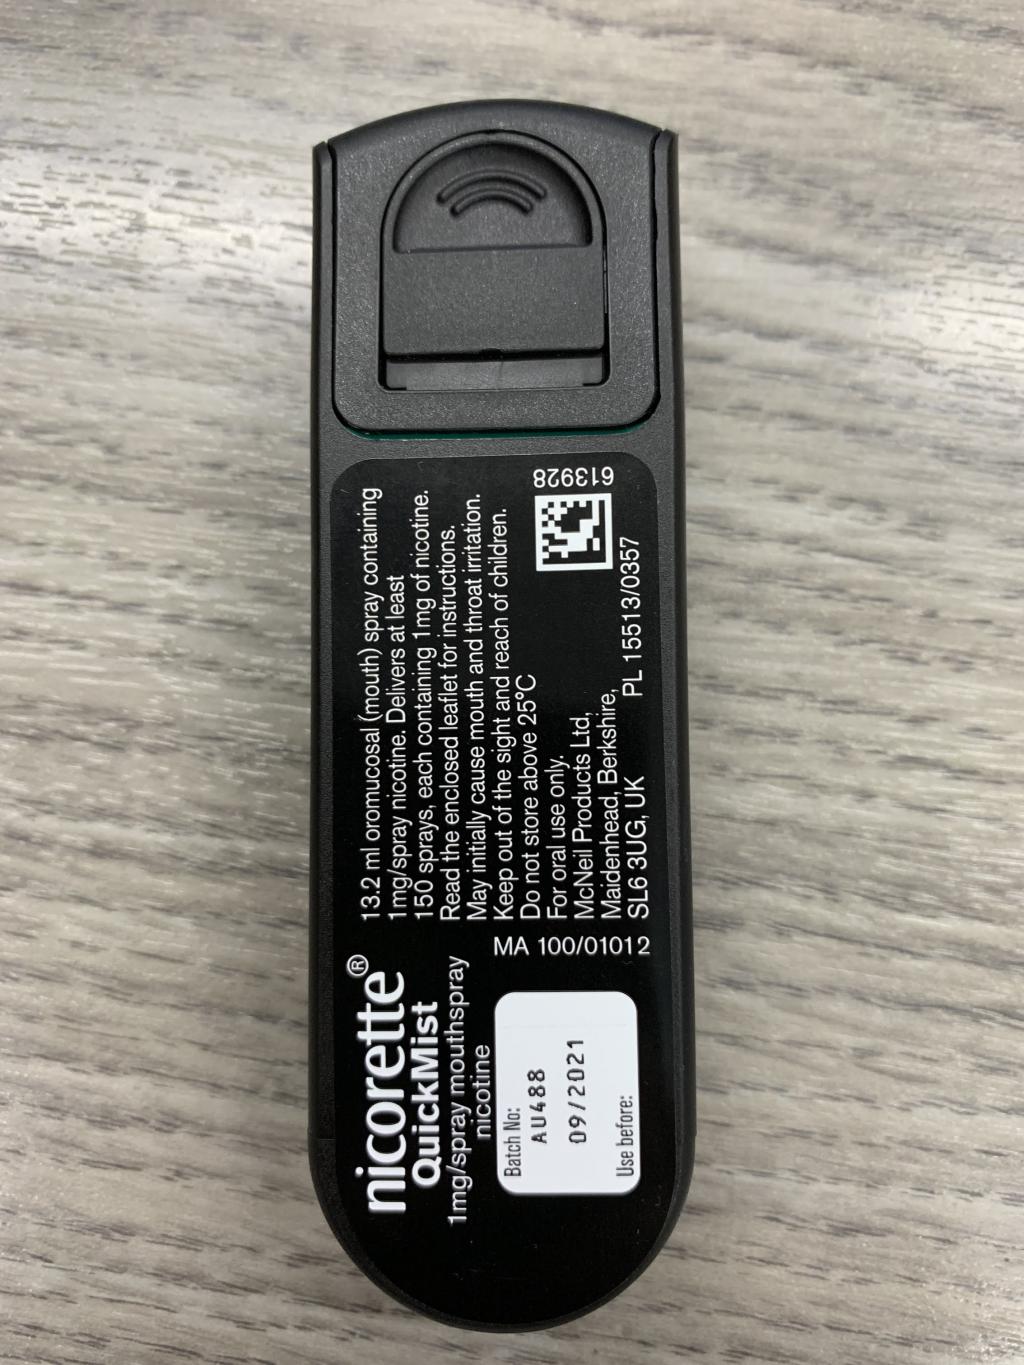 nicorette®
QuickMist
1mg/spray mouthspray
nicotine
Batch No:
AU488
09/2021
Use before:
13.2 ml oromucosal (mouth) spray containing
1mg/spray nicotine. Delivers at least
150 sprays, each containing 1mg of nicotine.
Read the enclosed leaflet for instructions.
May initially cause mouth and throat irritation.
Keep out of the sight and reach of children.
Do not store above 25°C
For oral use only.
McNeil Products Ltd,
Maidenhead, Berkshire,
SL6 3UG, UK
PL 15513/0357
MA 100/01012
613928